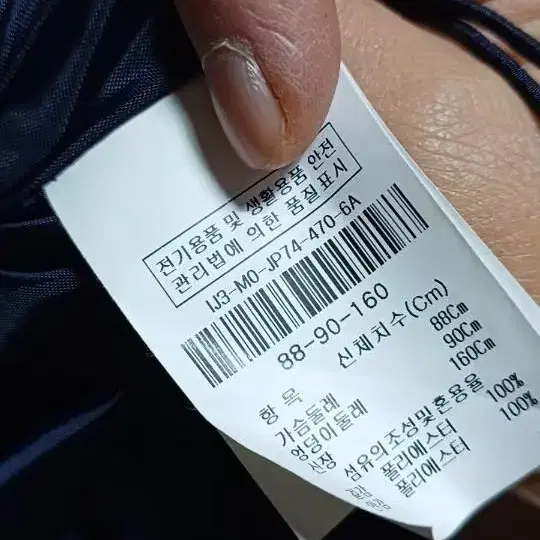 전기용품 및 생활용품 안전
관리법에 의한 품질표시
IJ3-M0-JP74-470-6A
88-90-160
신체치수(Cm)
항 목
가슴둘레 88Cm
엉덩이둘레 90Cm
신장 160Cm
섬유의조성및혼용율
겉감 폴리에스터 100%
폴리에스터 100%